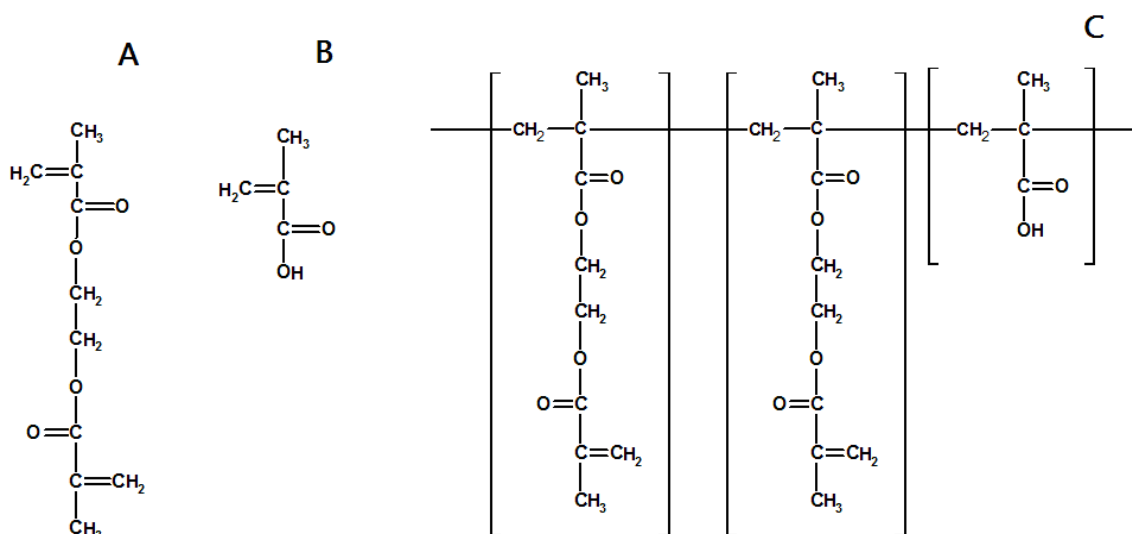 A
CH₃
H₂C=C
C=O
O
CH₂
CH₂
O
O=C
C=CH₂
CH₃
B
CH₃
H₂C=C
C=O
OH
C
CH₃
CH₂ C
C=O
O
CH₂
CH₂
O
O=C
C=CH₂
CH₃
CH₃
CH₂ C
C=O
O
CH₂
CH₂
O
O=C
C=CH₂
CH₃
CH₃
CH₂ C
C=O
OH